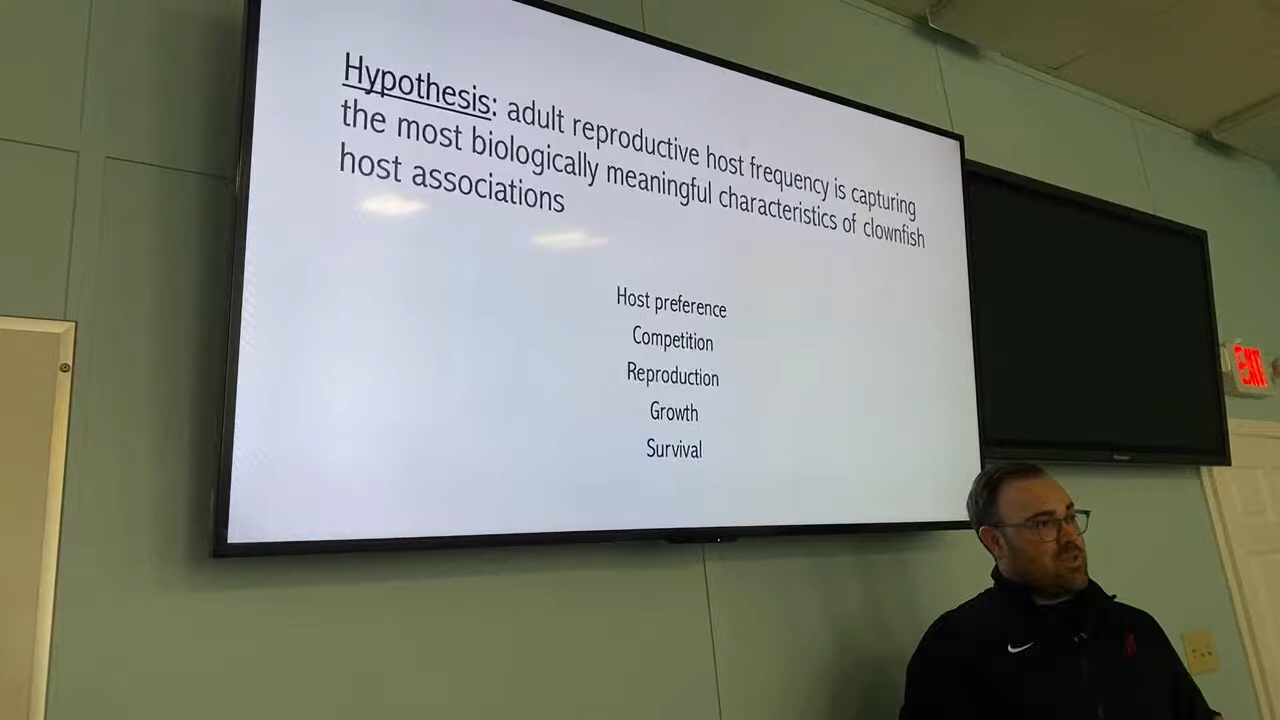 Hypothesis: adult reproductive host frequency is capturing
the most biologically meaningful characteristics of clownfish
host associations
Host preference
Competition
Reproduction
Growth
Survival
EXIT